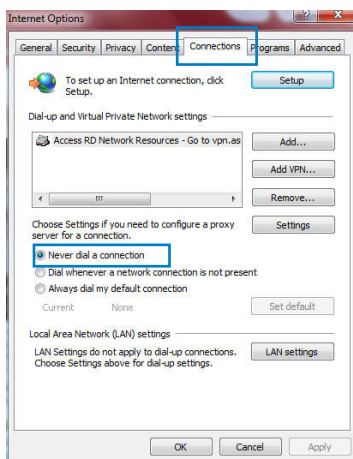 Internet Options
General Security Privacy Content Connections Programs Advanced
To set up an Internet connection, click
Setup.
Setup
Dial-up and Virtual Private Network settings
Access RD Network Resources - Go to vpn.as
Add...
Add VPN...
Remove...
Choose Settings if you need to configure a proxy
server for a connection.
Settings
Never dial a connection
Dial whenever a network connection is not present
Always dial my default connection
Current None
Set default
Local Area Network (LAN) settings
LAN Settings do not apply to dial-up connections.
Choose Settings above for dial-up settings.
LAN settings
OK Cancel Apply